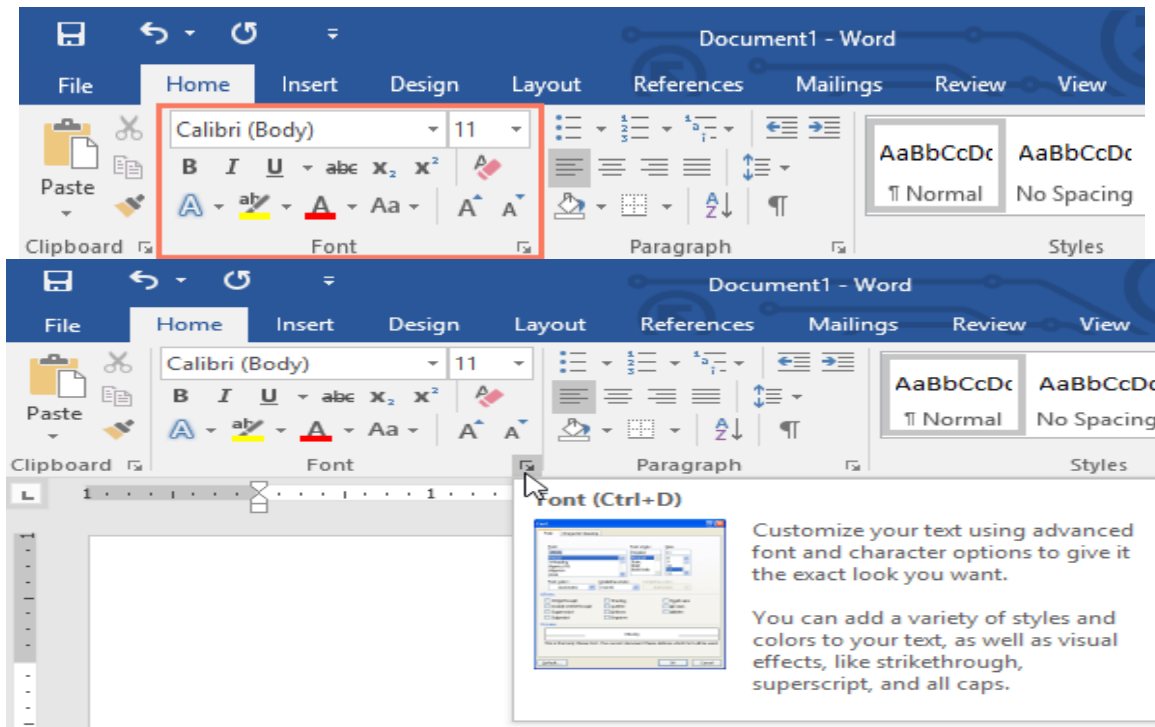 Document1 - Word
File Home Insert Design Layout References Mailings Review View
Calibri (Body) 11
AaBbCcDc AaBbCcDc
B I U abc X₂ X²
Paste
¶ Normal No Spacing
A aby A Aa A A A Z ¶
Clipboard Font Paragraph Styles
Document1 - Word
File Home Insert Design Layout References Mailings Review View
Calibri (Body) 11
AaBbCcDc AaBbCcDc
B I U abc X₂ X²
Paste
¶ Normal No Spacing
A aby A Aa A A A Z ¶
Clipboard Font Paragraph Styles
L 1 1
Font (Ctrl+D)
Customize your text using advanced
font and character options to give it
the exact look you want.
You can add a variety of styles and
colors to your text, as well as visual
effects, like strikethrough,
superscript, and all caps.
1